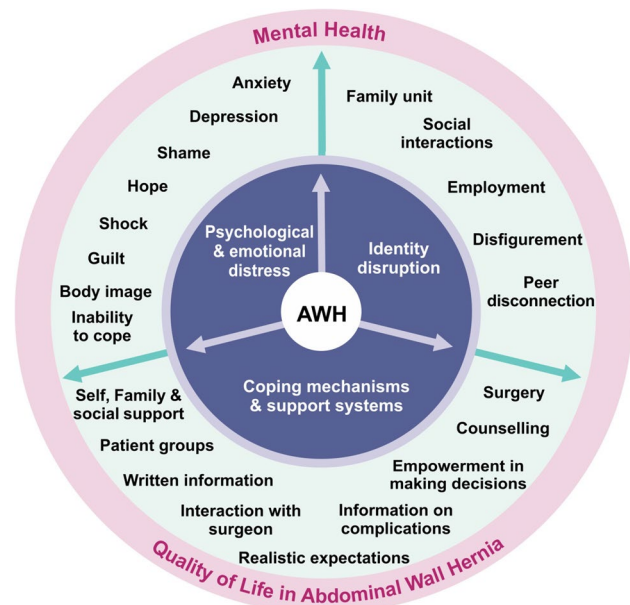 Mental Health
Anxiety
Depression
Shame
Hope
Shock
Guilt
Body image
Inability
to cope
Family unit
Social
interactions
Employment
Disfigurement
Peer
disconnection
Psychological
& emotional
distress
Identity
disruption
AWH
Coping mechanisms
& support systems
Self, Family &
social support
Patient groups
Written information
Interaction with
surgeon
Realistic expectations
Information on
complications
Empowerment in
making decisions
Counselling
Surgery
Quality of Life in Abdominal Wall Hernia